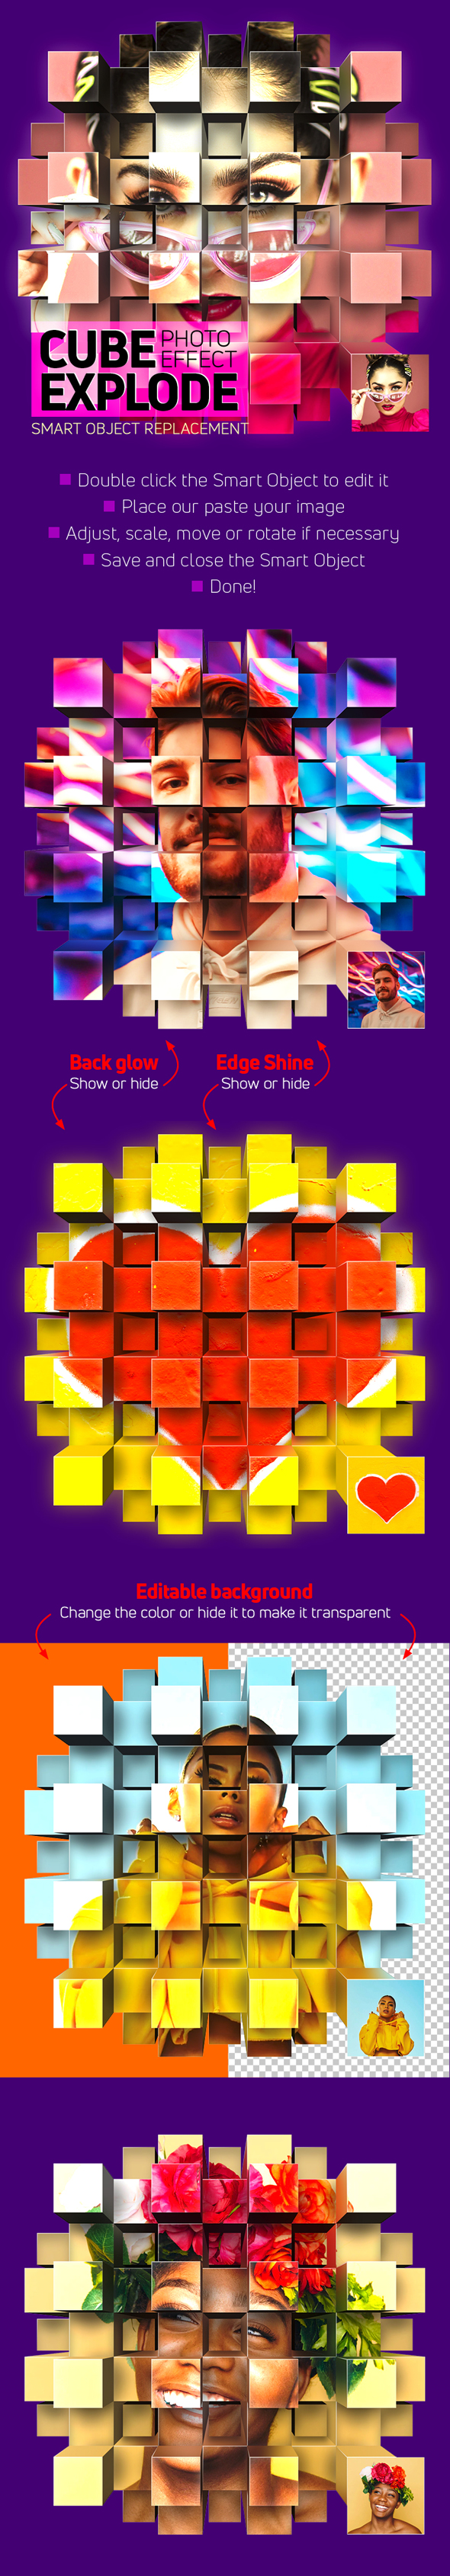 CUBE PHOTO EFFECT
EXPLODE
SMART OBJECT REPLACEMENT
Double click the Smart Object to edit it
Place our paste your image
Adjust, scale, move or rotate if necessary
Save and close the Smart Object
Done!
Back glow
Show or hide
Edge Shine
Show or hide
Editable background
Change the color or hide it to make it transparent